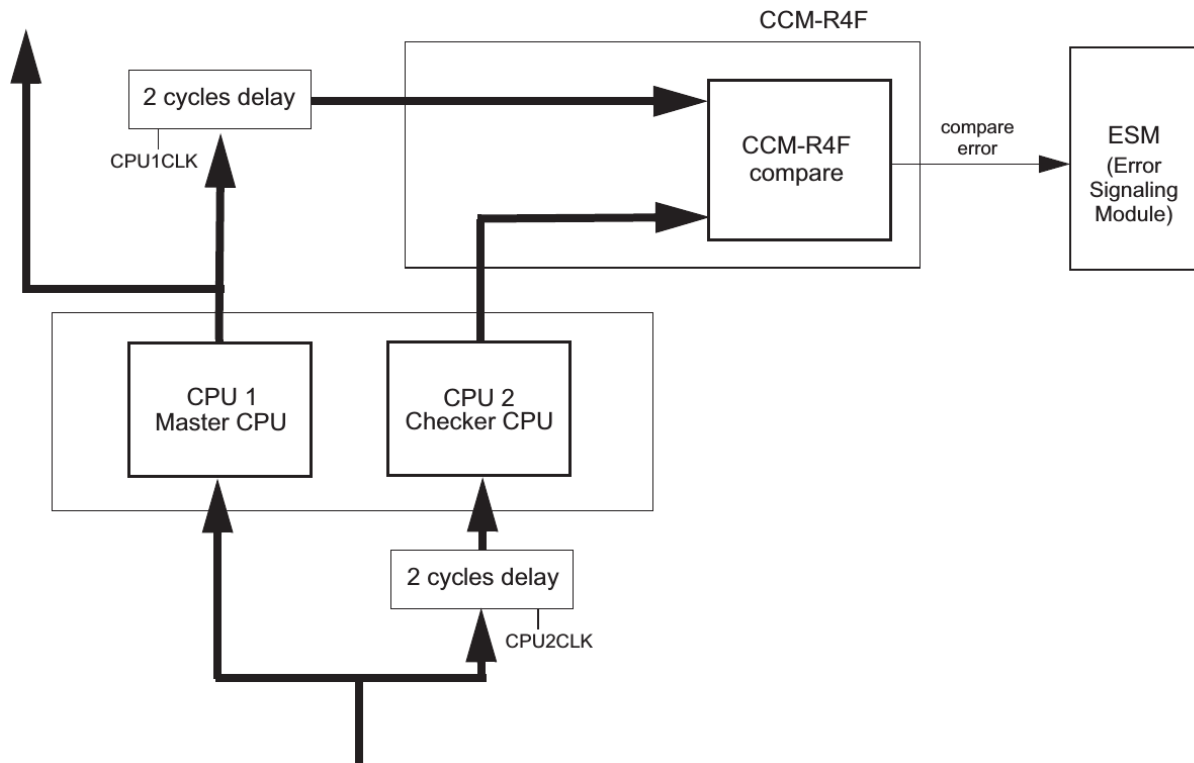 CCM-R4F
2 cycles delay
CPU1CLK
CCM-R4F
compare
compare
error
ESM
(Error
Signaling
Module)
CPU 1
Master CPU
CPU 2
Checker CPU
2 cycles delay
CPU2CLK